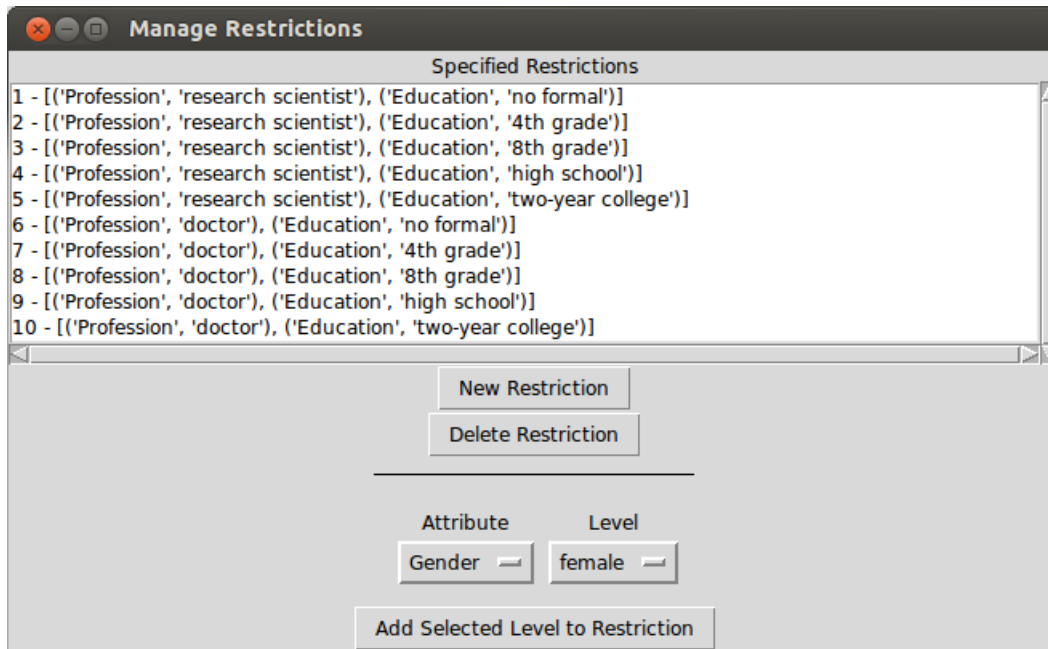 Manage Restrictions
Specified Restrictions
1 - [('Profession', 'research scientist'), ('Education', 'no formal')]
2 - [('Profession', 'research scientist'), ('Education', '4th grade')]
3 - [('Profession', 'research scientist'), ('Education', '8th grade')]
4 - [('Profession', 'research scientist'), ('Education', 'high school')]
5 - [('Profession', 'research scientist'), ('Education', 'two-year college')]
6 - [('Profession', 'doctor'), ('Education', 'no formal')]
7 - [('Profession', 'doctor'), ('Education', '4th grade')]
8 - [('Profession', 'doctor'), ('Education', '8th grade')]
9 - [('Profession', 'doctor'), ('Education', 'high school')]
10 - [('Profession', 'doctor'), ('Education', 'two-year college')]
New Restriction
Delete Restriction
Attribute Level
Gender female
Add Selected Level to Restriction